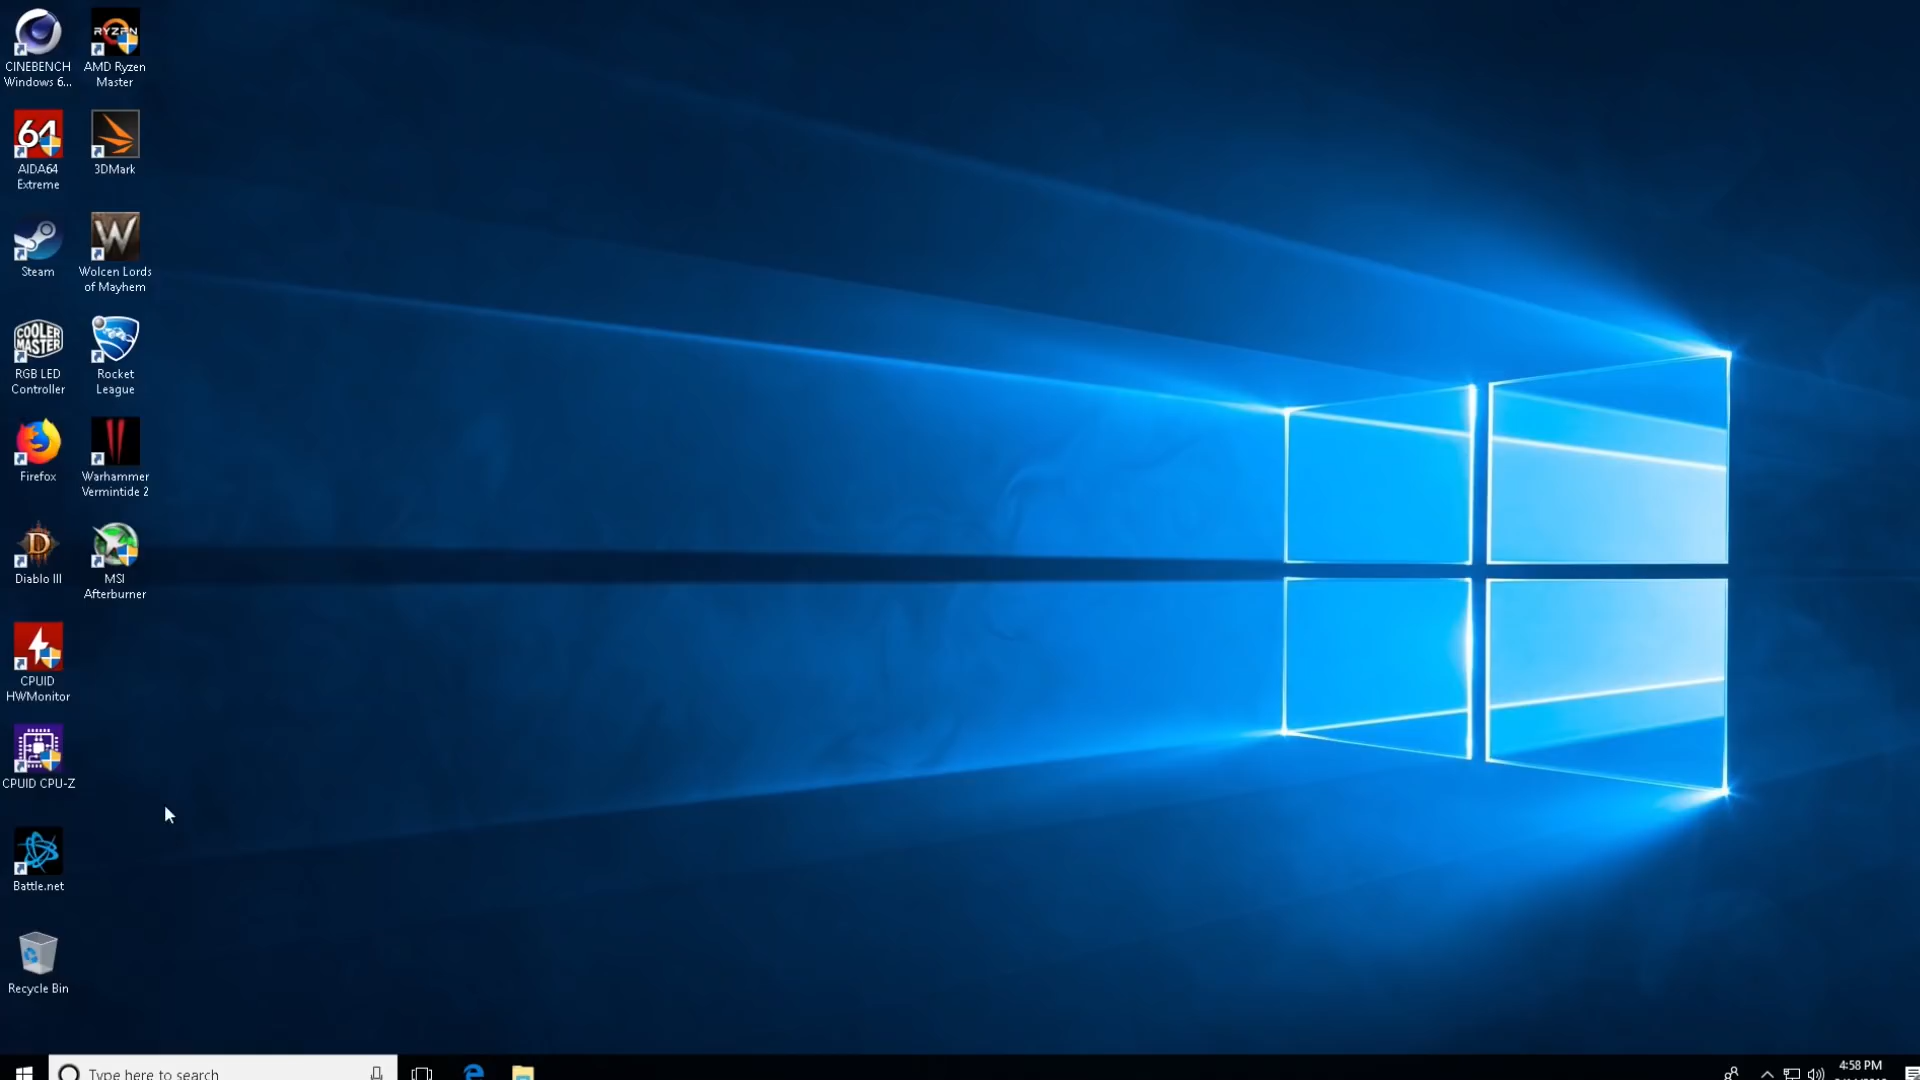 CINEBENCH
Windows 6...
RYZEN
AMD Ryzen
Master
64
AIDA64
Extreme
3DMark
Steam
W
Wolcen Lords
of Mayhem
COOLER
MASTER
RGB LED
Controller
Rocket
League
Firefox
Warhammer
Vermintide 2
D
Diablo III
MSI
Afterburner
CPUID
HWMonitor
CPUID CPU-Z
Battle.net
Recycle Bin
Type here to search
4:58 PM